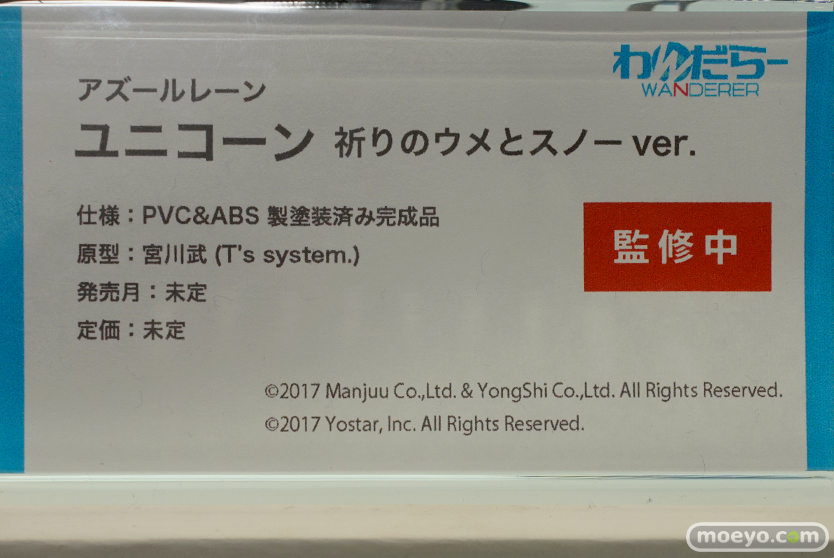 わんだらー
WANDERER
アズールレーン
ユニコーン 祈りのウメとスノー ver.
仕様：PVC&ABS 製塗装済み完成品
原型：宮川武 (T's system.)
発売月：未定
定価：未定
監修中
©2017 Manjuu Co.,Ltd. & YongShi Co.,Ltd. All Rights Reserved.
©2017 Yostar, Inc. All Rights Reserved.
moeyo.com